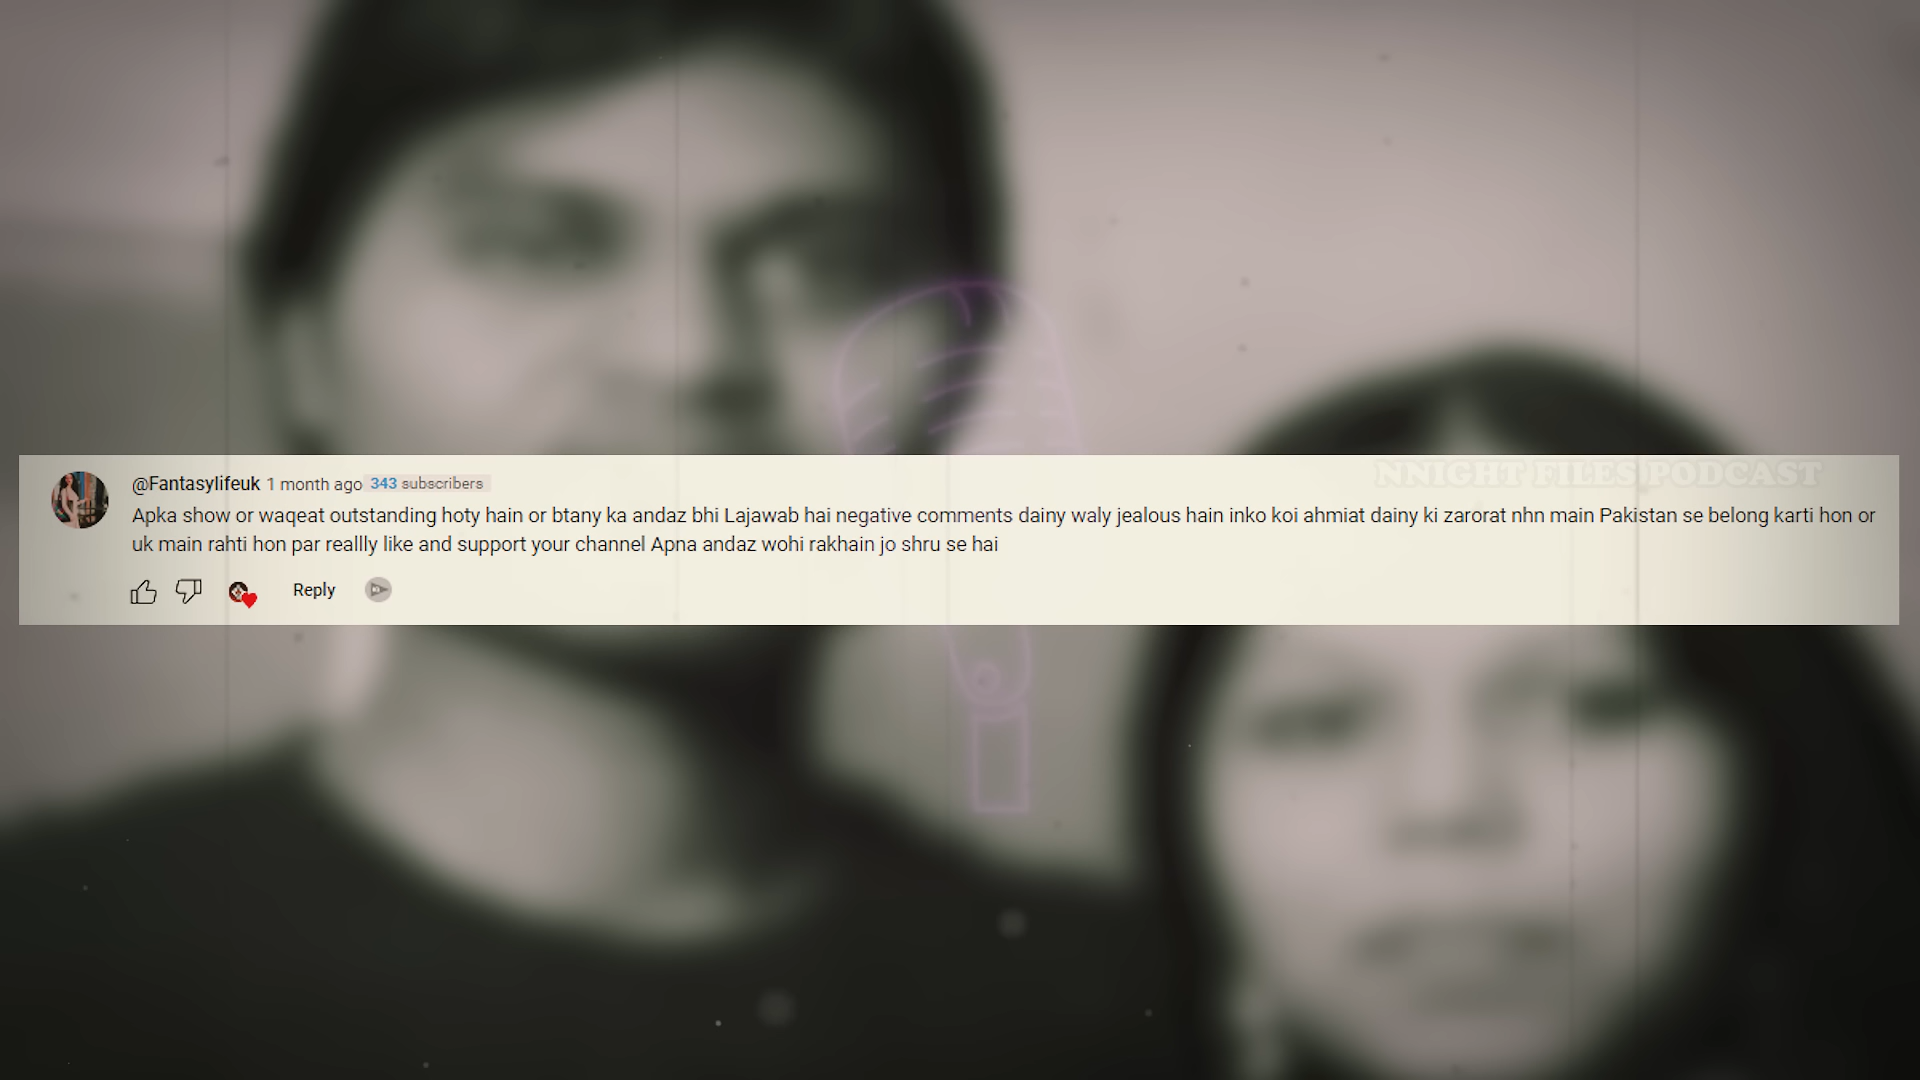 NNIGHT FILES PODCAST
@Fantasylifeuk 1 month ago 343 subscribers
Apka show or waqeat outstanding hoty hain or btany ka andaz bhi Lajawab hai negative comments dainy waly jealous hain inko koi ahmiat dainy ki zarorat nhn main Pakistan se belong karti hon or
uk main rahti hon par reallly like and support your channel Apna andaz wohi rakhain jo shru se hai
Reply